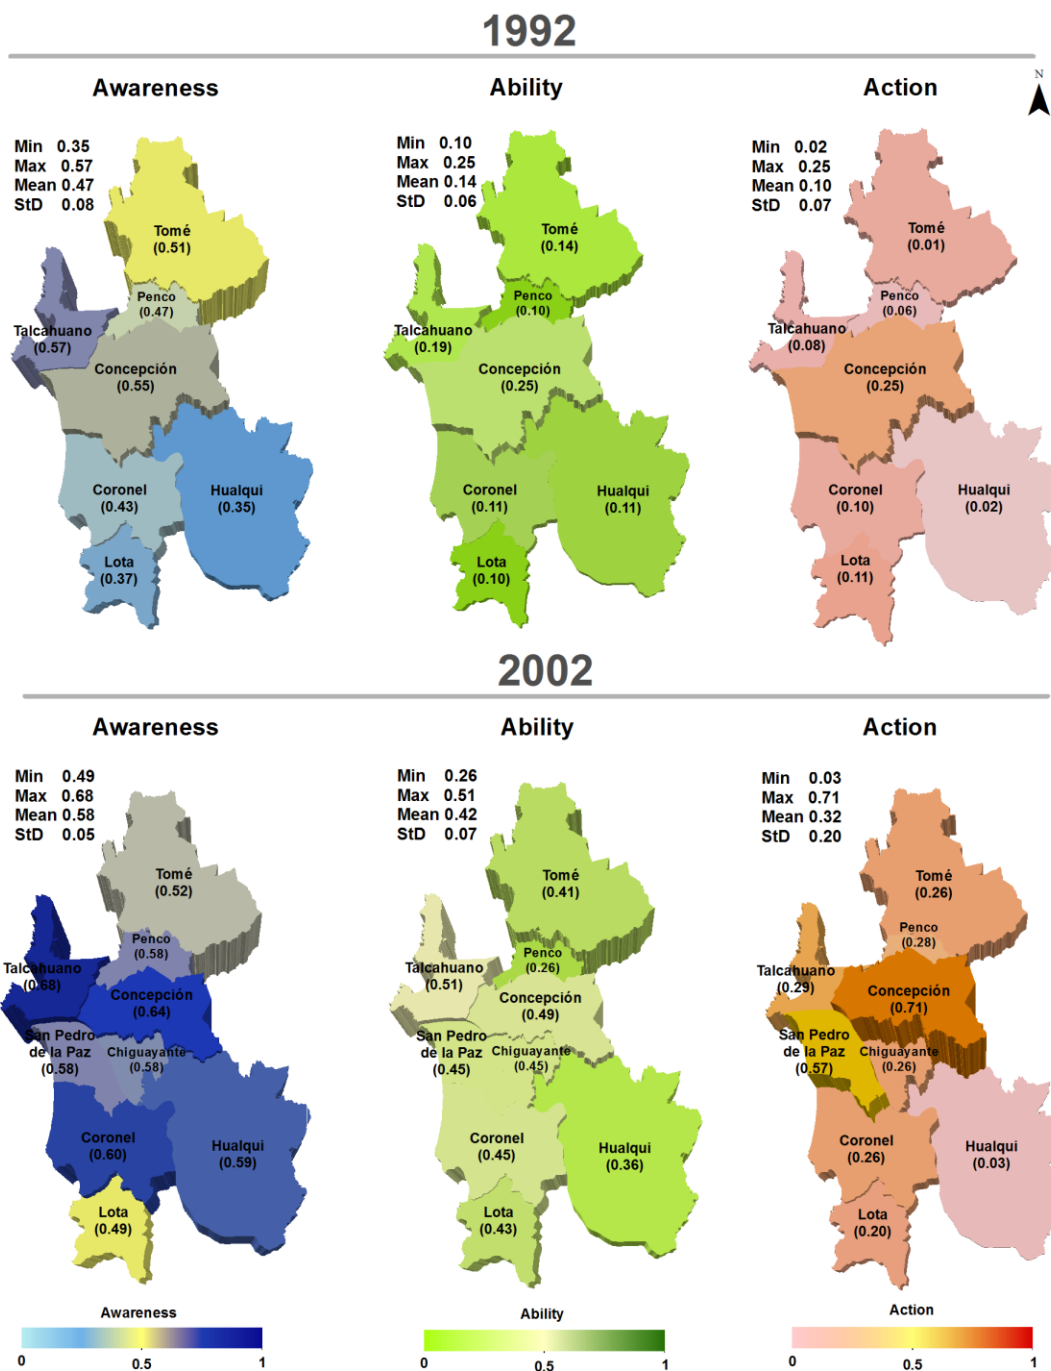 1992
Awareness
Ability
Action
N
Min 0.35
Max 0.57
Mean 0.47
StD 0.08
Tomé
(0.51)
Penco
(0.47)
Talcahuano
(0.57)
Concepción
(0.55)
Coronel
(0.43)
Hualqui
(0.35)
Lota
(0.37)
Min 0.10
Max 0.25
Mean 0.14
StD 0.06
Tomé
(0.14)
Penco
(0.10)
Talcahuano
(0.19)
Concepción
(0.25)
Coronel
(0.11)
Hualqui
(0.11)
Lota
(0.10)
Min 0.02
Max 0.25
Mean 0.10
StD 0.07
Tomé
(0.01)
Penco
(0.06)
Talcahuano
(0.08)
Concepción
(0.25)
Coronel
(0.10)
Hualqui
(0.02)
Lota
(0.11)
2002
Awareness
Ability
Action
Min 0.49
Max 0.68
Mean 0.58
StD 0.05
Tomé
(0.52)
Penco
(0.58)
Talcahuano
(0.68)
Concepción
(0.64)
San Pedro
de la Paz
(0.58)
Chiguayante
(0.58)
Coronel
(0.60)
Hualqui
(0.59)
Lota
(0.49)
Min 0.26
Max 0.51
Mean 0.42
StD 0.07
Tomé
(0.41)
Penco
(0.26)
Talcahuano
(0.51)
Concepción
(0.49)
San Pedro
de la Paz
(0.45)
Chiguayante
(0.45)
Coronel
(0.45)
Hualqui
(0.36)
Lota
(0.43)
Min 0.03
Max 0.71
Mean 0.32
StD 0.20
Tomé
(0.26)
Penco
(0.28)
Talcahuano
(0.29)
Concepción
(0.71)
San Pedro
de la Paz
(0.57)
Chiguayante
(0.26)
Coronel
(0.26)
Hualqui
(0.03)
Lota
(0.20)
Awareness
0 0.5 1
Ability
0 0.5 1
Action
0 0.5 1